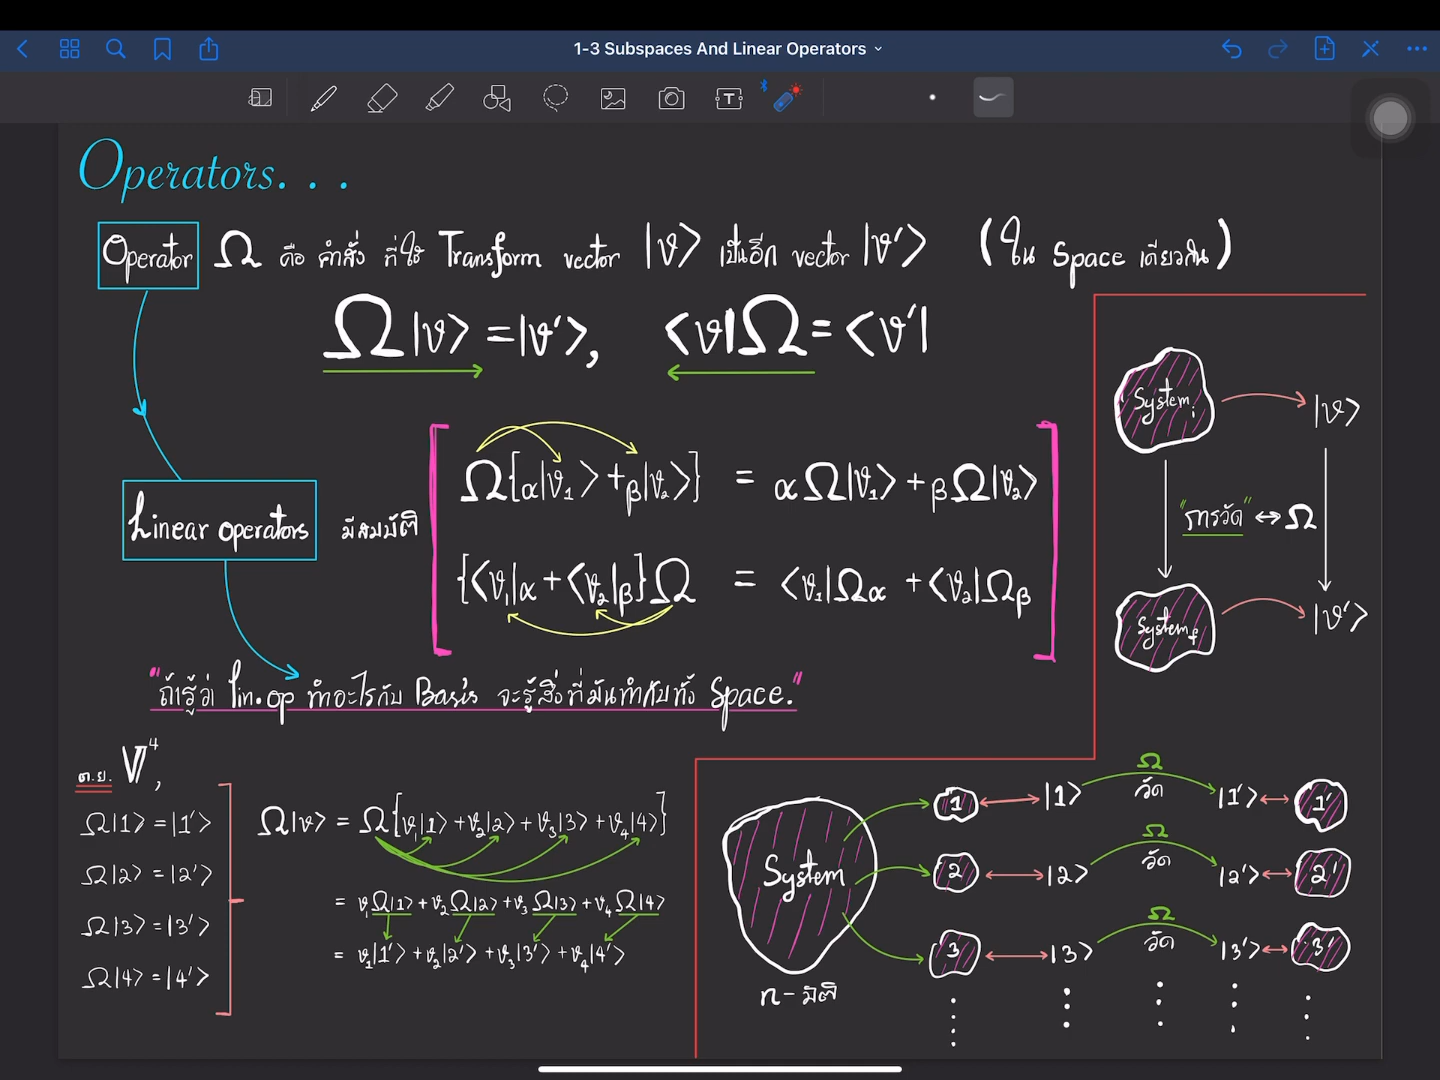 1-3 Subspaces And Linear Operators
Operators...
Operator Ω คือ คำสั่ง ที่ใช้ Transform vector |v⟩ เป็นอีก vector |v'⟩ (ใน Space เดียวกัน)
Ω|v⟩ = |v'⟩, ⟨v|Ω = ⟨v'|
Linear operators มีสมบัติ
Ω{α|v₁⟩ + β|v₂⟩} = αΩ|v₁⟩ + βΩ|v₂⟩
{⟨v₁|α + ⟨v₂|β}Ω = ⟨v₁|Ωα + ⟨v₂|Ωβ
"ถ้ารู้ว่า lin.op ทำอะไรกับ Basis จะรู้สิ่งที่มันทำกับทั้ง Space."
System i |v⟩
"การวัด" ↔ Ω
System f |v'⟩
ต.ย. 𝕍⁴,
Ω|1⟩ = |1'⟩
Ω|2⟩ = |2'⟩
Ω|3⟩ = |3'⟩
Ω|4⟩ = |4'⟩
Ω|v⟩ = Ω{v₁|1⟩ + v₂|2⟩ + v₃|3⟩ + v₄|4⟩}
= v₁Ω|1⟩ + v₂Ω|2⟩ + v₃Ω|3⟩ + v₄Ω|4⟩
= v₁|1'⟩ + v₂|2'⟩ + v₃|3'⟩ + v₄|4'⟩
System
n-มิติ
1 |1⟩ Ω วัด |1'⟩ 1'
2 |2⟩ Ω วัด |2'⟩ 2'
3 |3⟩ Ω วัด |3'⟩ 3'